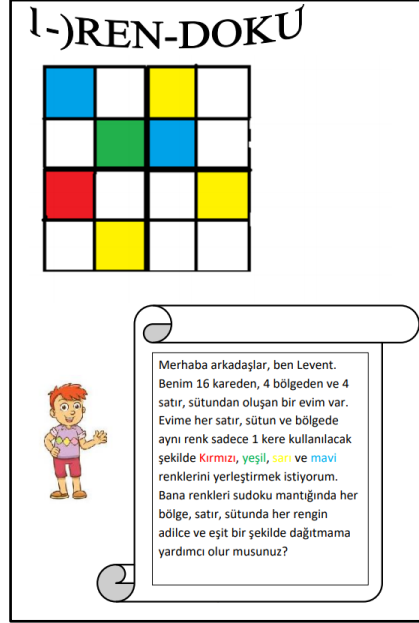 1-)REN-DOKU
Merhaba arkadaşlar, ben Levent.
Benim 16 kareden, 4 bölgeden ve 4
satır, sütundan oluşan bir evim var.
Evime her satır, sütun ve bölgede
aynı renk sadece 1 kere kullanılacak
şekilde Kırmızı, yeşil, sarı ve mavi
renklerini yerleştirmek istiyorum.
Bana renkleri sudoku mantığında her
bölge, satır, sütunda her rengin
adilce ve eşit bir şekilde dağıtmama
yardımcı olur musunuz?